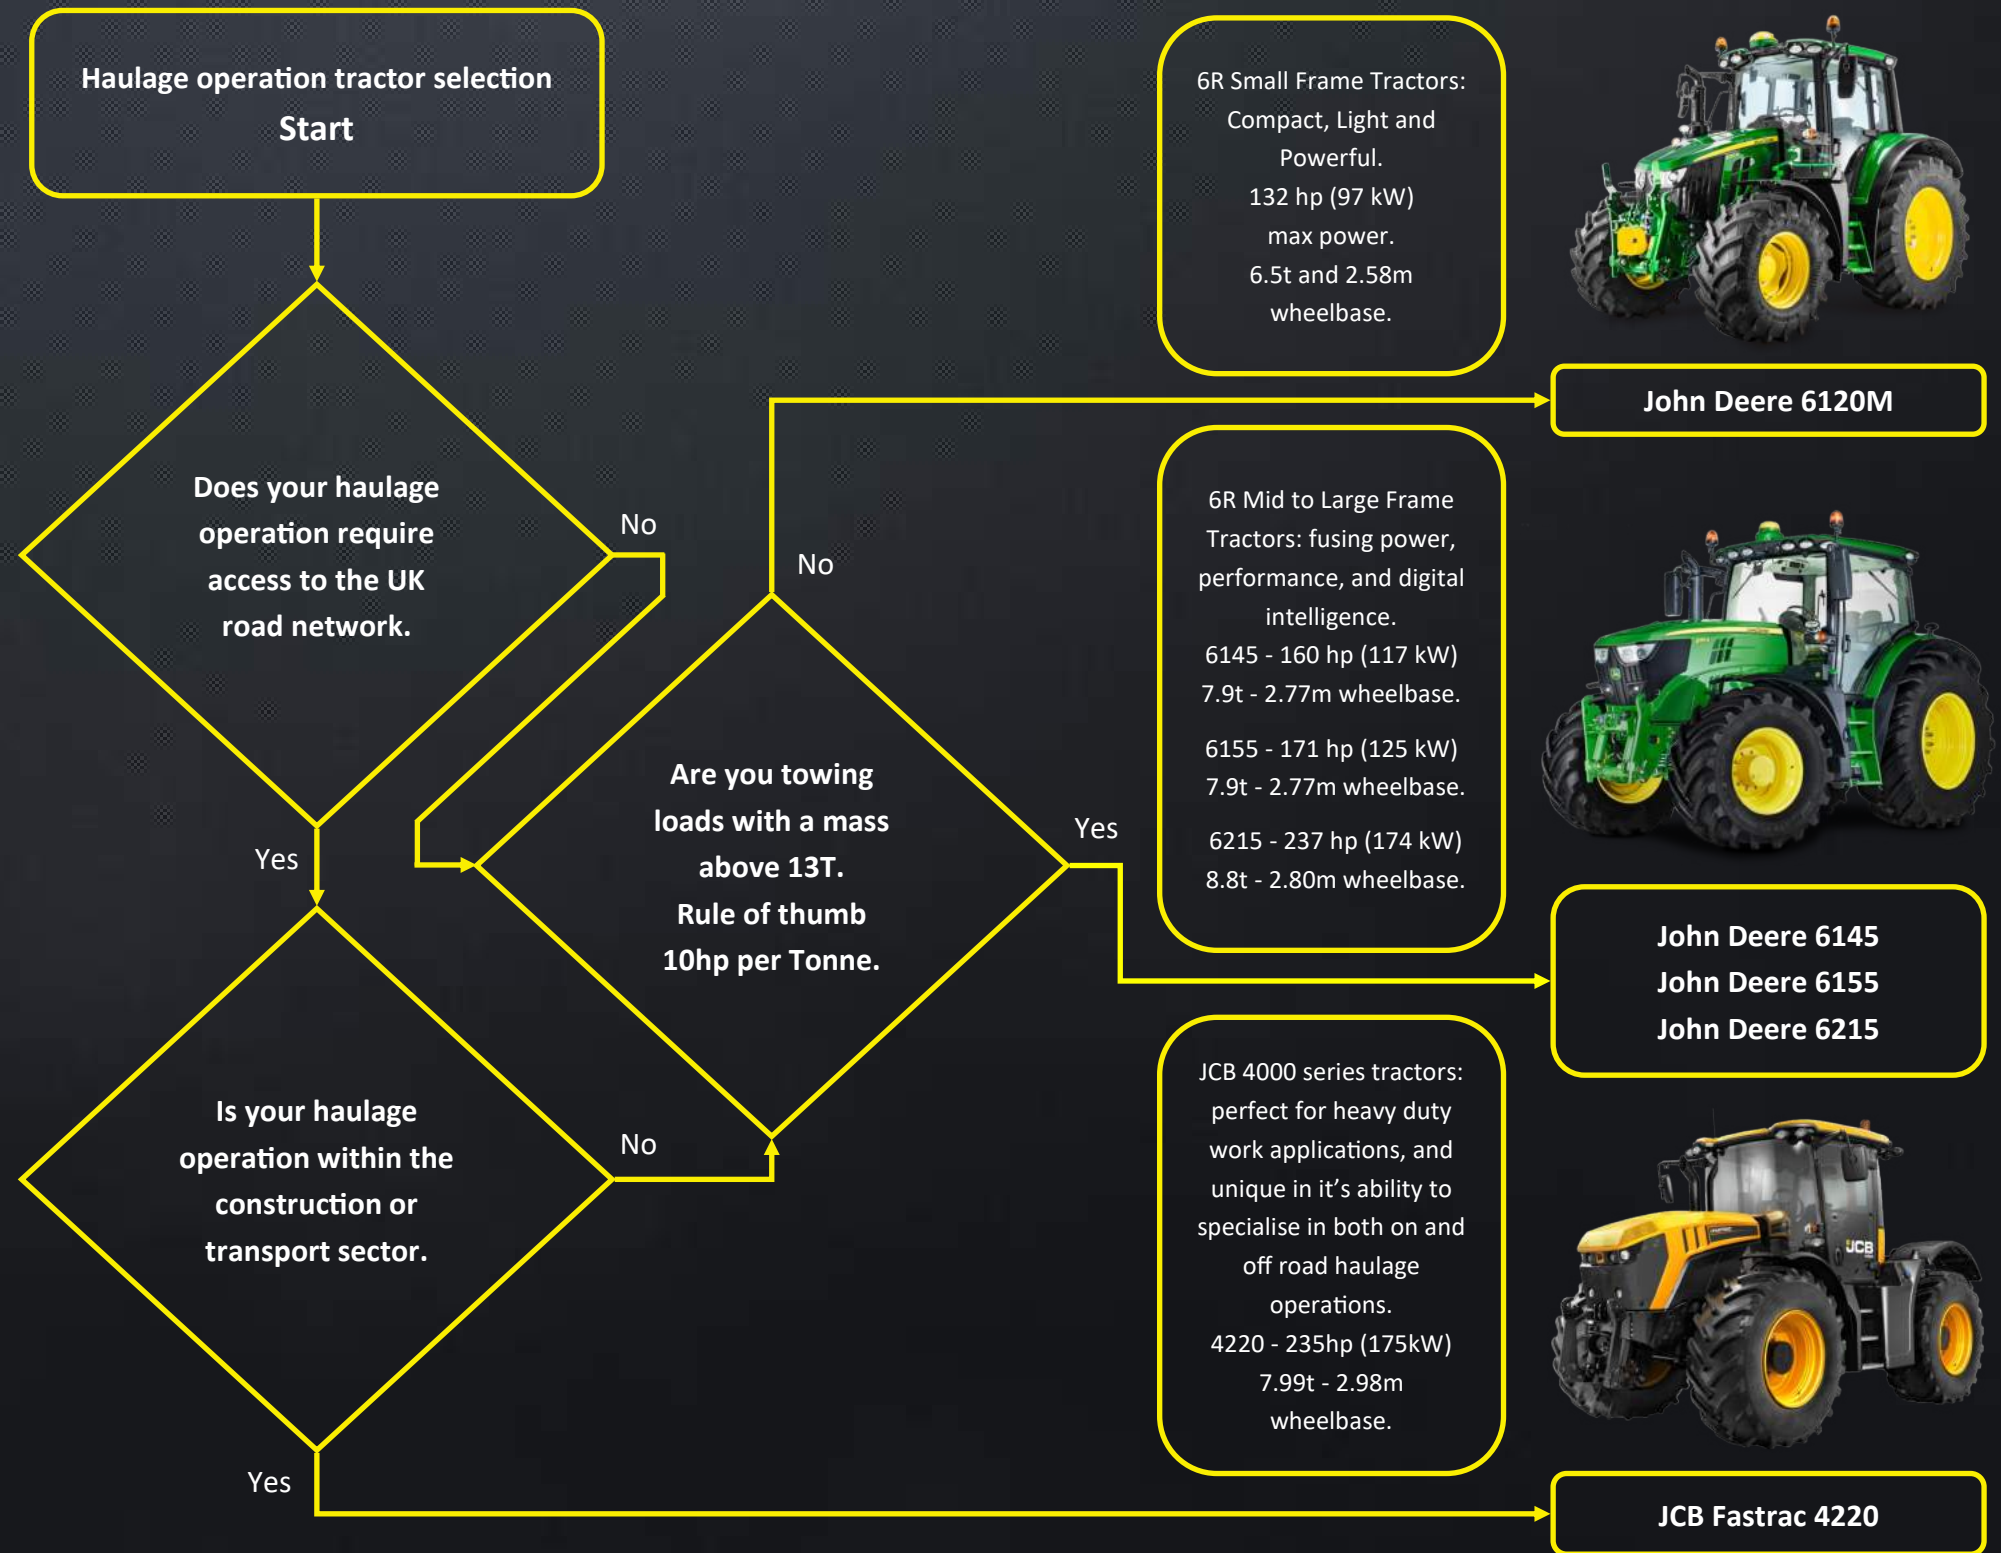 Haulage operation tractor selection
Start
Does your haulage
operation require
access to the UK
road network.
No
Yes
Is your haulage
operation within the
construction or
transport sector.
No
Yes
Are you towing
loads with a mass
above 13T.
Rule of thumb
10hp per Tonne.
No
Yes
6R Small Frame Tractors:
Compact, Light and
Powerful.
132 hp (97 kW)
max power.
6.5t and 2.58m
wheelbase.
John Deere 6120M
6R Mid to Large Frame
Tractors: fusing power,
performance, and digital
intelligence.
6145 - 160 hp (117 kW)
7.9t - 2.77m wheelbase.
6155 - 171 hp (125 kW)
7.9t - 2.77m wheelbase.
6215 - 237 hp (174 kW)
8.8t - 2.80m wheelbase.
John Deere 6145
John Deere 6155
John Deere 6215
JCB 4000 series tractors:
perfect for heavy duty
work applications, and
unique in it’s ability to
specialise in both on and
off road haulage
operations.
4220 - 235hp (175kW)
7.99t - 2.98m
wheelbase.
JCB
JCB Fastrac 4220